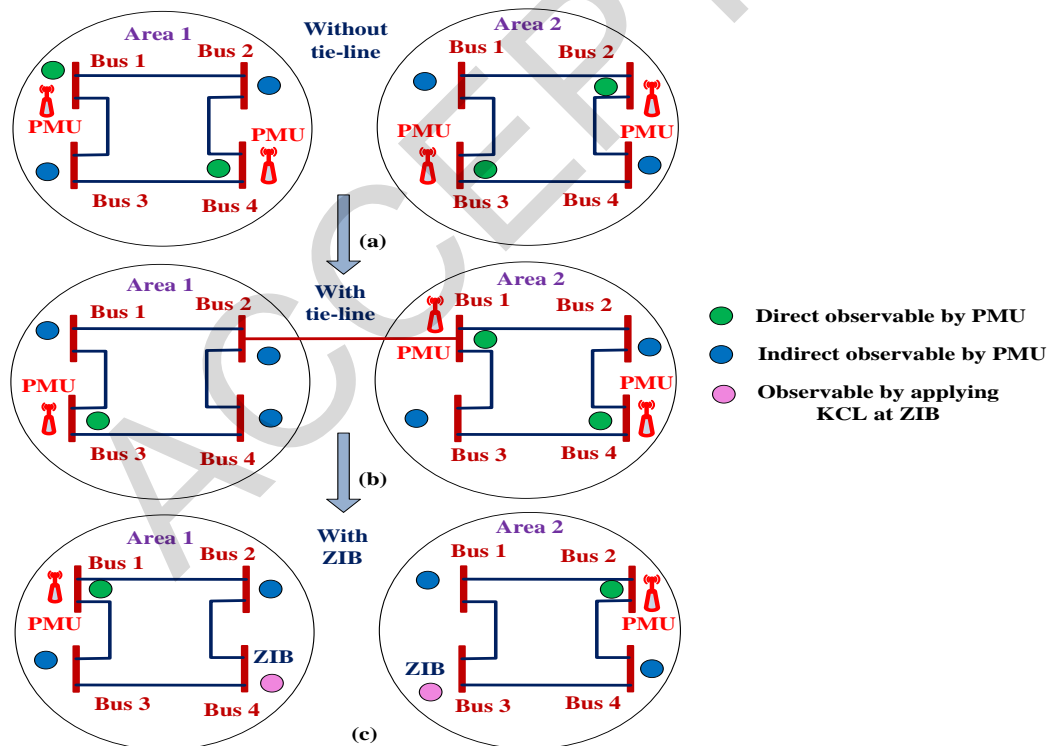 Area 1
Without
tie-line
Area 2
Bus 1
Bus 2
Bus 1
Bus 2
PMU
PMU
PMU
PMU
Bus 3
Bus 4
Bus 3
Bus 4
(a)
Area 1
With
tie-line
Area 2
Bus 1
Bus 2
Bus 1
Bus 2
PMU
PMU
PMU
Bus 3
Bus 4
Bus 3
Bus 4
(b)
Direct observable by PMU
Indirect observable by PMU
Observable by applying
KCL at ZIB
Area 1
With
ZIB
Area 2
Bus 1
Bus 2
Bus 1
Bus 2
PMU
PMU
ZIB
ZIB
Bus 3
Bus 4
Bus 3
Bus 4
(c)